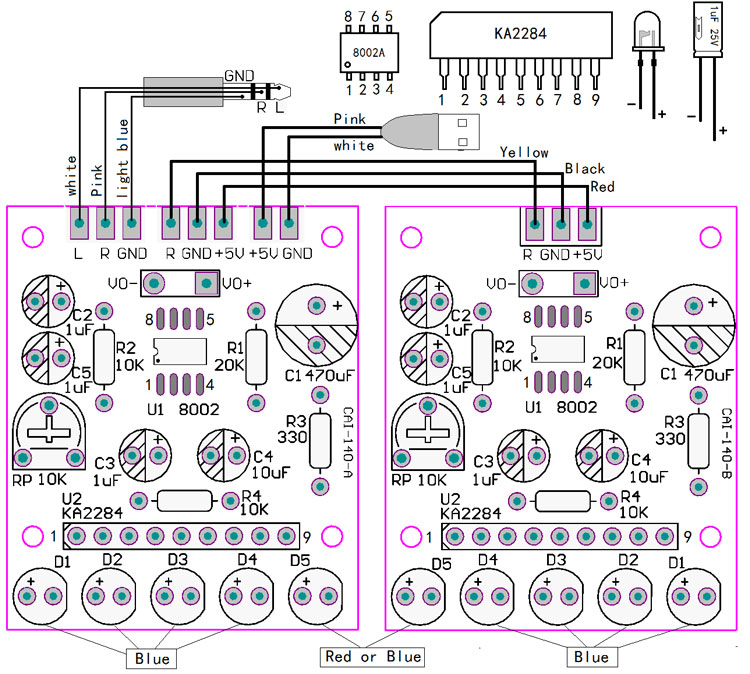 8 7 6 5
8002A
1 2 3 4
KA2284
1 2 3 4 5 6 7 8 9
- +
1uF 25V
- +
GND
R L
white
Pink
light blue
Pink
white
Yellow
Black
Red
L R GND R GND +5V +5V GND
VO- VO+
C2
1uF
8 5
C5
1uF
R2
10K
R1
20K
C1 470uF
1 4
U1 8002
R3
330
CAI-140-A
RP 10K
C3
1uF
C4
10uF
R4
10K
U2
KA2284
1 9
D1 D2 D3 D4 D5
+ + + + +
R GND +5V
VO- VO+
C2
1uF
8 5
C5
1uF
R2
10K
R1
20K
C1 470uF
1 4
U1 8002
R3
330
CAI-140-B
RP 10K
C3
1uF
C4
10uF
R4
10K
U2
KA2284
1 9
D5 D4 D3 D2 D1
+ + + + +
Blue
Red or Blue
Blue